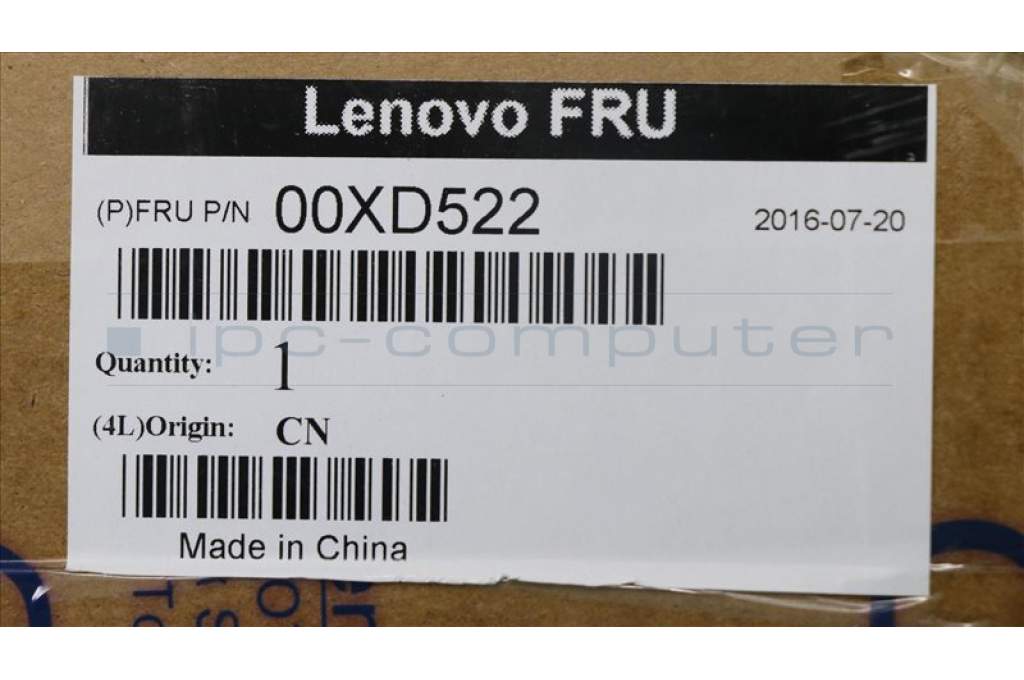 Lenovo FRU
(P)FRU P/N 00XD522 2016-07-20
ipc-computer
Quantity: 1
(4L)Origin: CN
Made in China